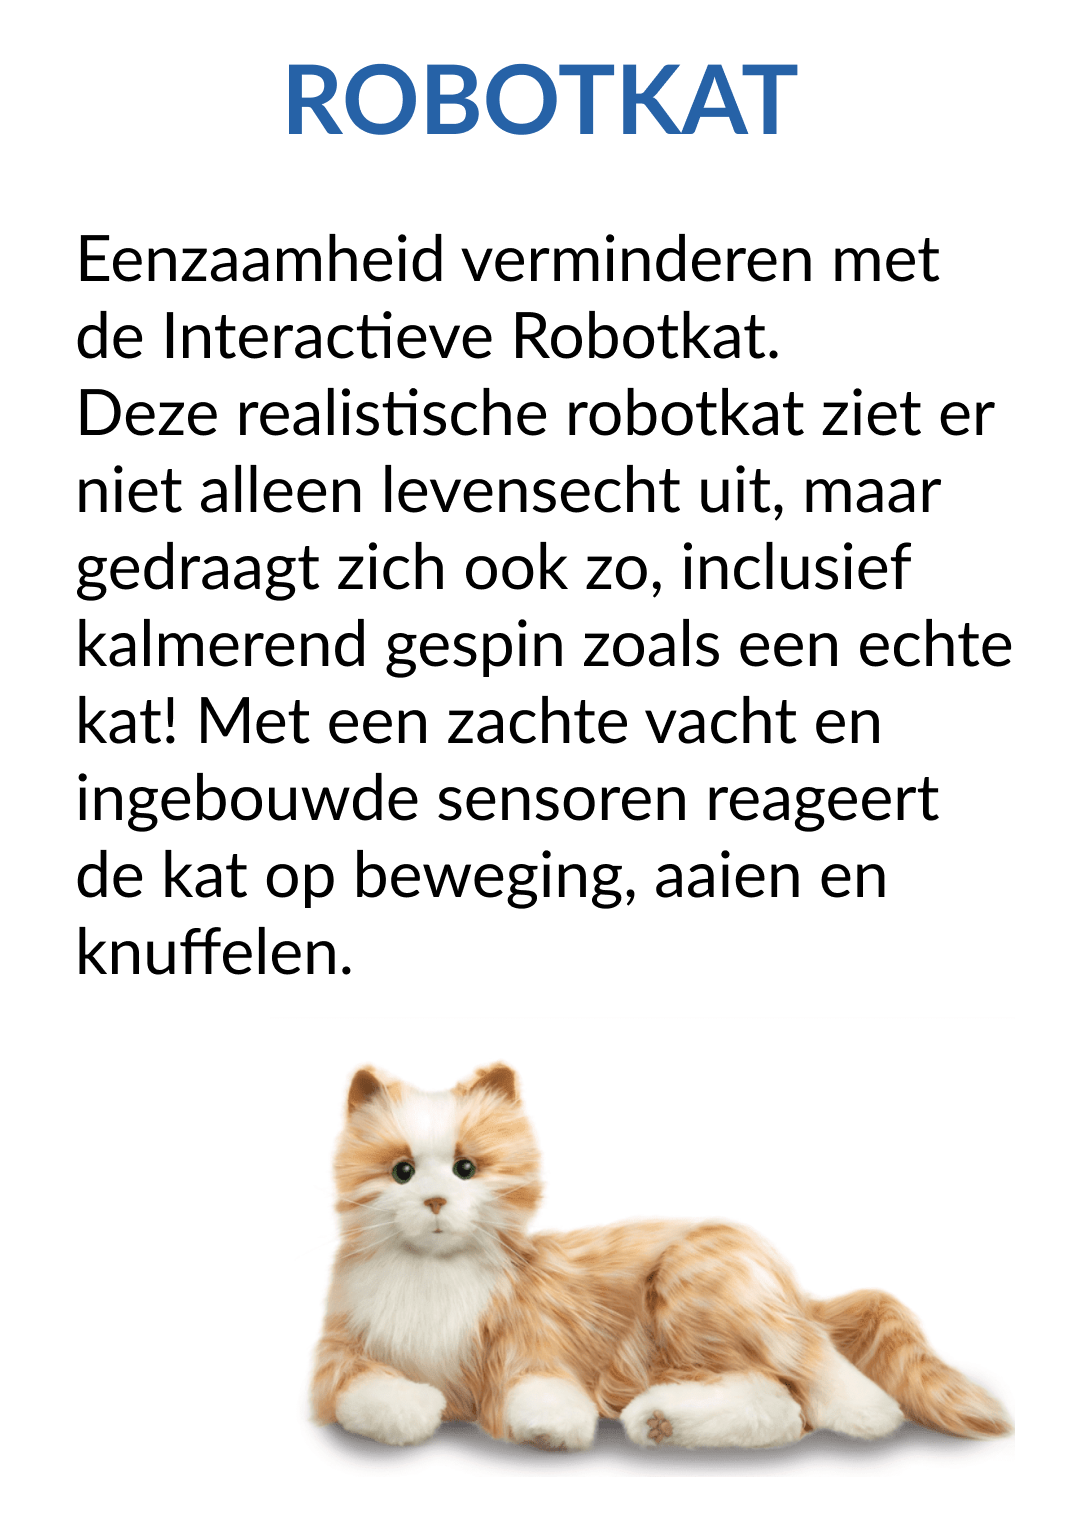 ROBOTKAT
Eenzaamheid verminderen met
de Interactieve Robotkat.
Deze realistische robotkat ziet er
niet alleen levensecht uit, maar
gedraagt zich ook zo, inclusief
kalmerend gespin zoals een echte
kat! Met een zachte vacht en
ingebouwde sensoren reageert
de kat op beweging, aaien en
knuffelen.